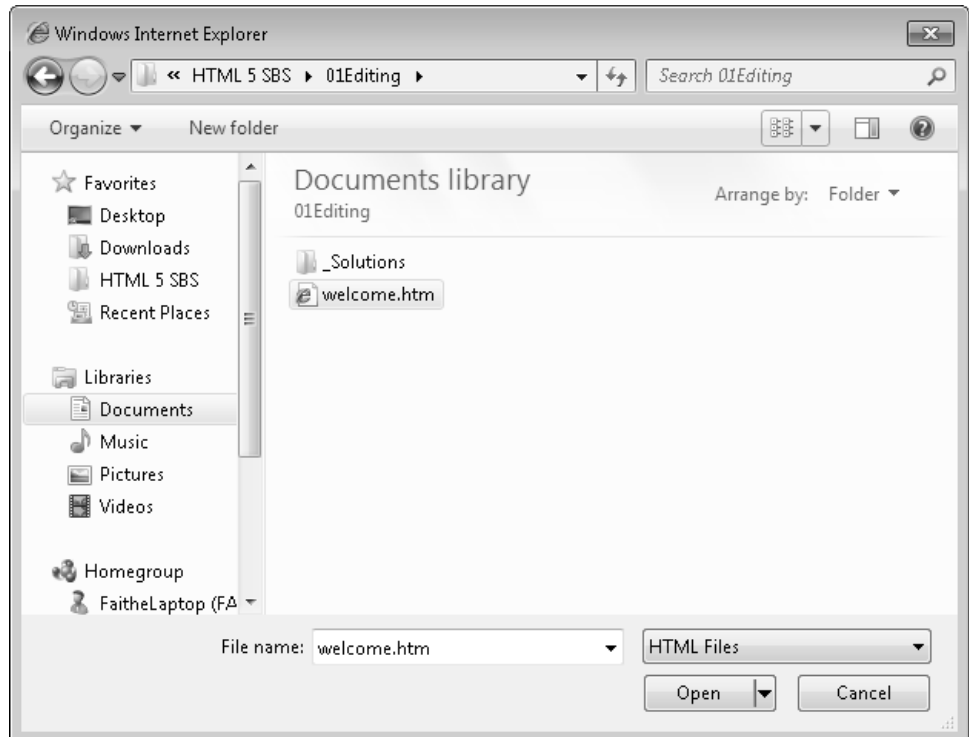 Windows Internet Explorer
« HTML 5 SBS ▸ 01Editing ▸
Search 01Editing
Organize
New folder
Favorites
Desktop
Downloads
HTML 5 SBS
Recent Places
Libraries
Documents
Music
Pictures
Videos
Homegroup
FaitheLaptop (FA
Documents library
01Editing
Arrange by: Folder
_Solutions
welcome.htm
File name: welcome.htm
HTML Files
Open
Cancel